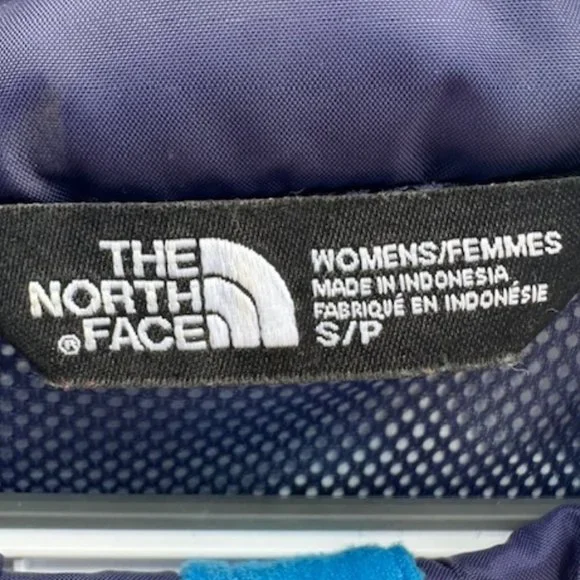 THE
NORTH
® FACE
WOMENS/FEMMES
MADE IN INDONESIA
FABRIQUÉ EN INDONÉSIE
S/P